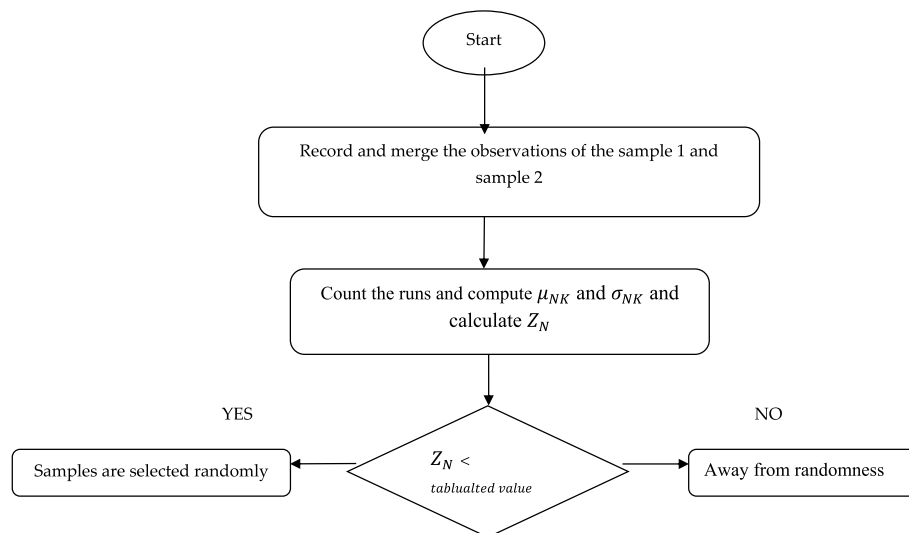 Start
Record and merge the observations of the sample 1 and
sample 2
Count the runs and compute μ_NK and σ_NK and
calculate Z_N
YES
NO
Samples are selected randomly
Z_N <
tablualted value
Away from randomness